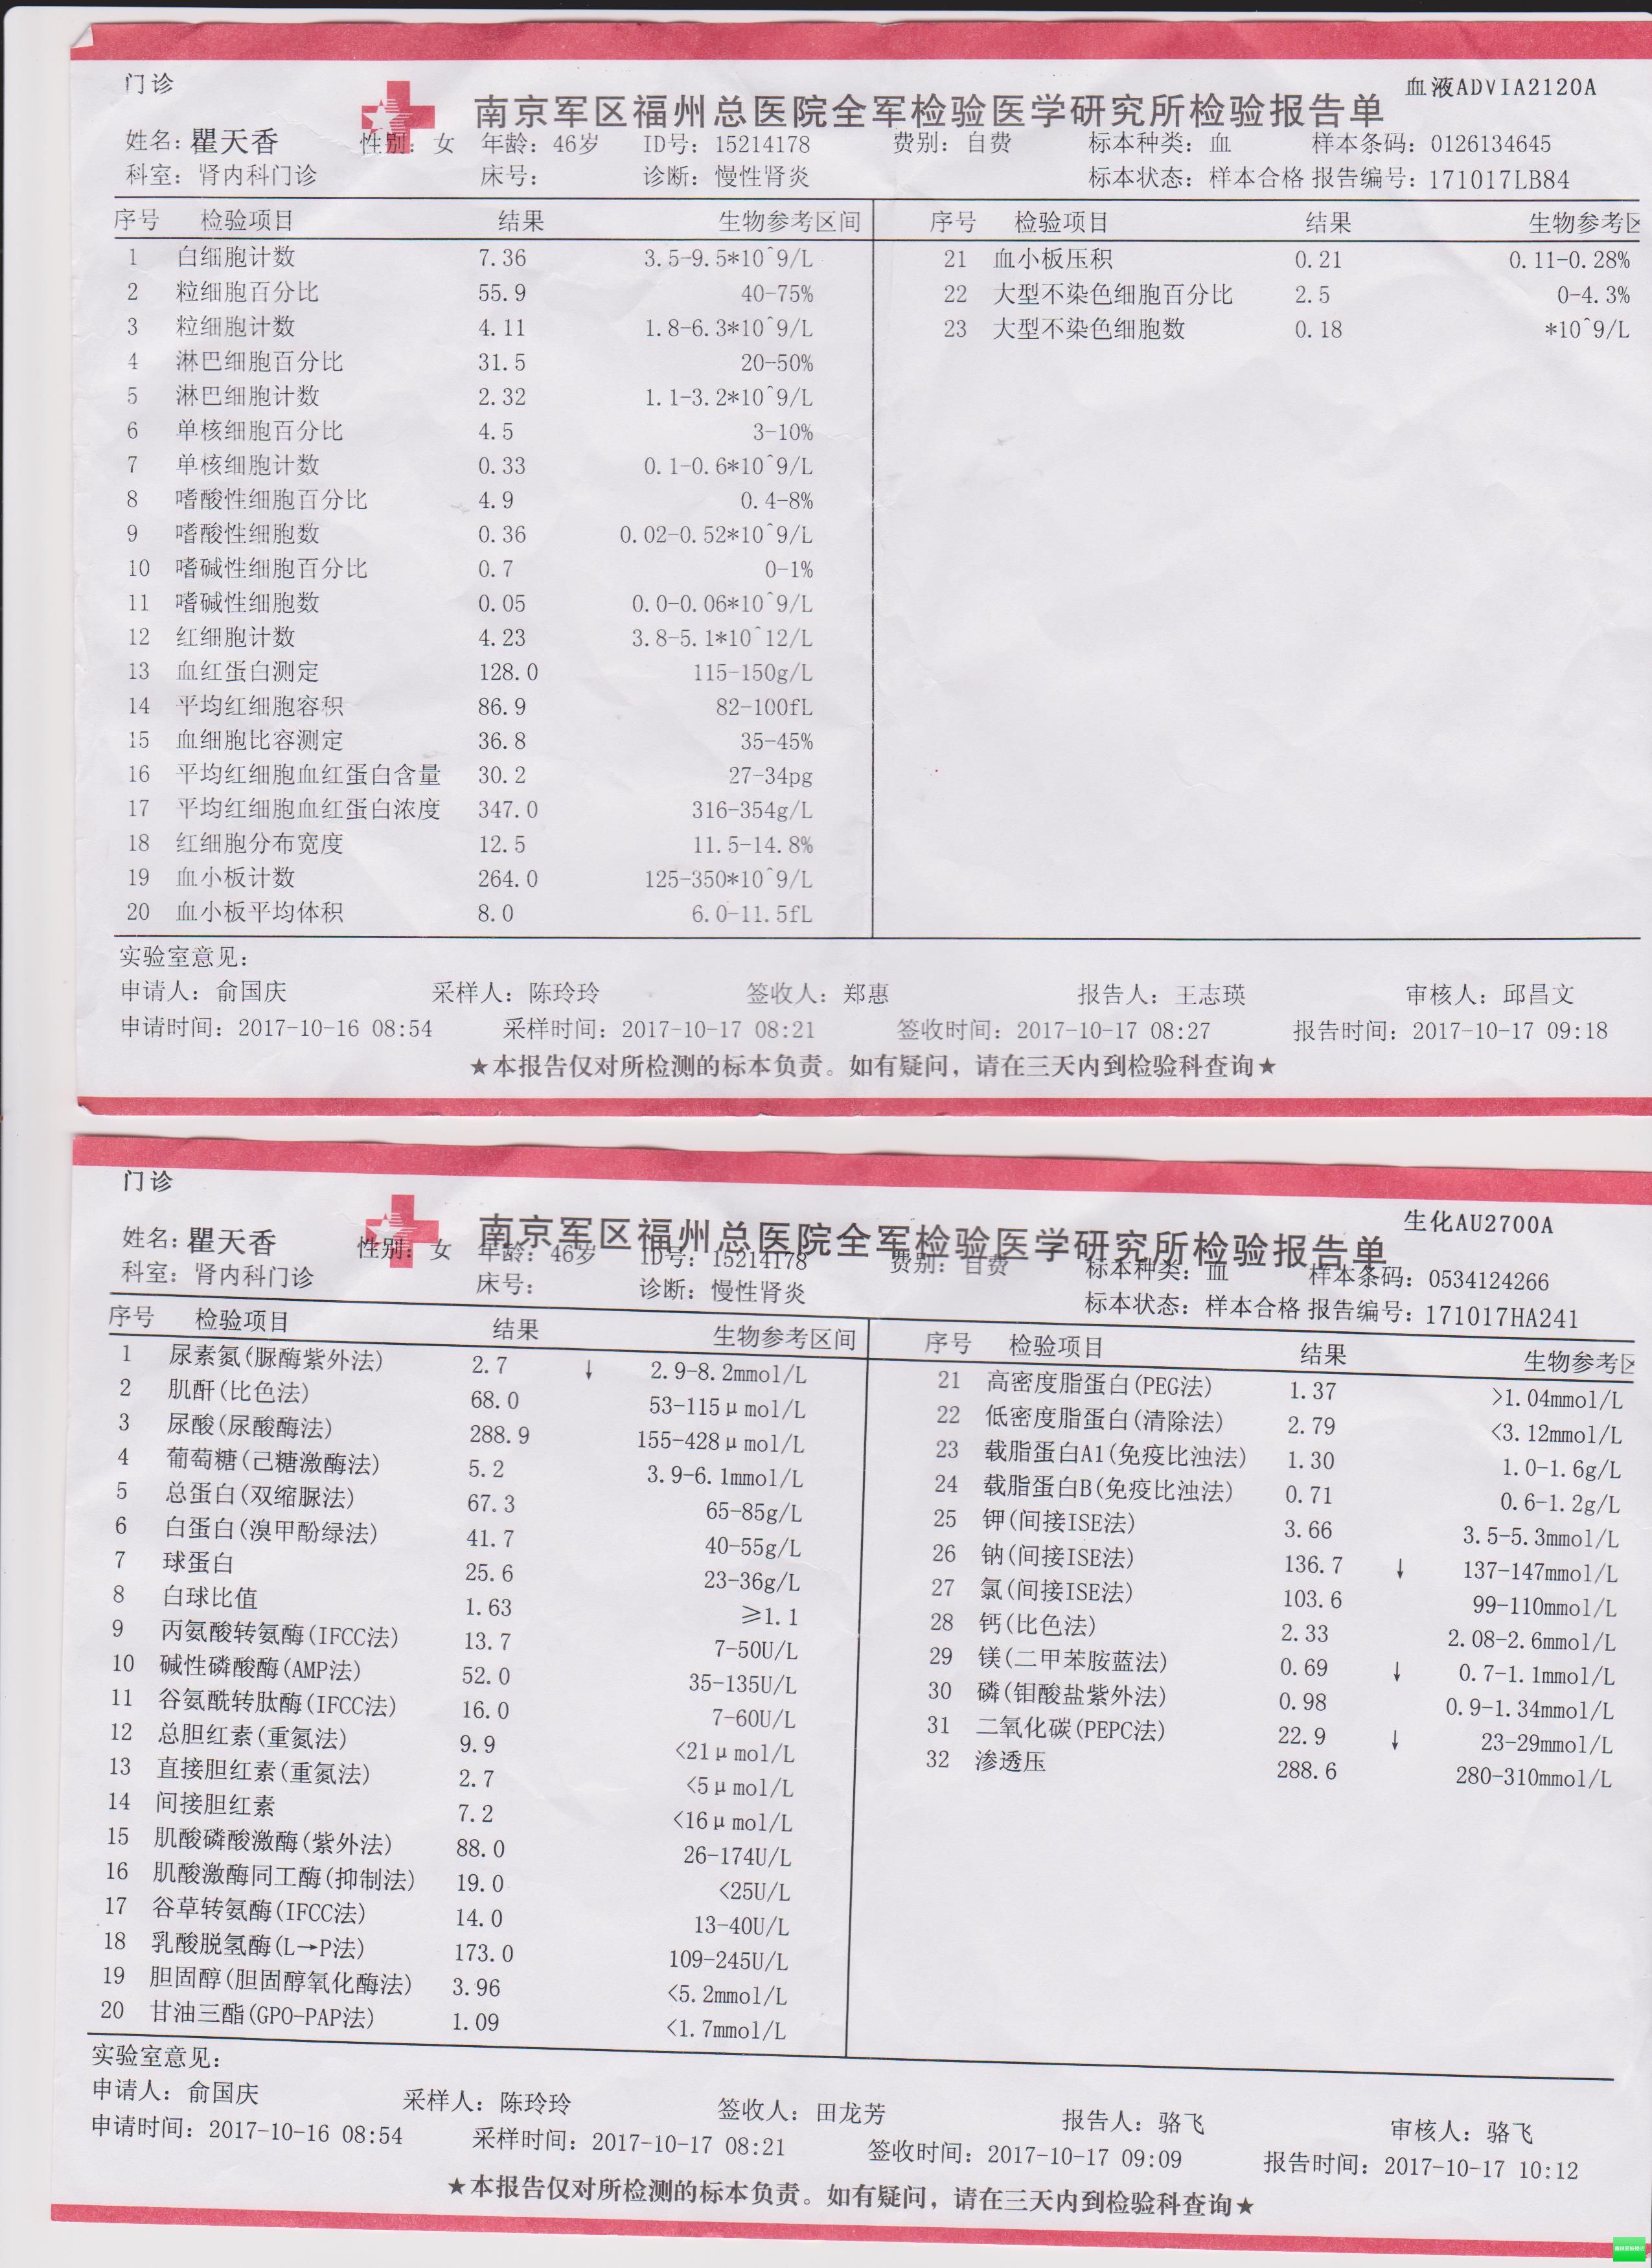 门诊
血液ADVIA2120A
南京军区福州总医院全军检验医学研究所检验报告单
姓名：瞿天香 性别：女 年龄：46岁 ID号：15214178 费别：自费 标本种类：血 样本条码：0126134645
科室：肾内科门诊 床号： 诊断：慢性肾炎 标本状态：样本合格 报告编号：171017LB84
序号 检验项目 结果 生物参考区间 序号 检验项目 结果 生物参考区
1 白细胞计数 7.36 3.5-9.5*10^9/L 21 血小板压积 0.21 0.11-0.28%
2 粒细胞百分比 55.9 40-75% 22 大型不染色细胞百分比 2.5 0-4.3%
3 粒细胞计数 4.11 1.8-6.3*10^9/L 23 大型不染色细胞数 0.18 *10^9/L
4 淋巴细胞百分比 31.5 20-50%
5 淋巴细胞计数 2.32 1.1-3.2*10^9/L
6 单核细胞百分比 4.5 3-10%
7 单核细胞计数 0.33 0.1-0.6*10^9/L
8 嗜酸性细胞百分比 4.9 0.4-8%
9 嗜酸性细胞数 0.36 0.02-0.52*10^9/L
10 嗜碱性细胞百分比 0.7 0-1%
11 嗜碱性细胞数 0.05 0.0-0.06*10^9/L
12 红细胞计数 4.23 3.8-5.1*10^12/L
13 血红蛋白测定 128.0 115-150g/L
14 平均红细胞容积 86.9 82-100fL
15 血细胞比容测定 36.8 35-45%
16 平均红细胞血红蛋白含量 30.2 27-34pg
17 平均红细胞血红蛋白浓度 347.0 316-354g/L
18 红细胞分布宽度 12.5 11.5-14.8%
19 血小板计数 264.0 125-350*10^9/L
20 血小板平均体积 8.0 6.0-11.5fL
实验室意见：
申请人：俞国庆 采样人：陈玲玲 签收人：郑惠 报告人：王志瑛 审核人：邱昌文
申请时间：2017-10-16 08:54 采样时间：2017-10-17 08:21 签收时间：2017-10-17 08:27 报告时间：2017-10-17 09:18
★本报告仅对所检测的标本负责。如有疑问，请在三天内到检验科查询★
门诊
生化AU2700A
南京军区福州总医院全军检验医学研究所检验报告单
姓名：瞿天香 性别：女 年龄：46岁 ID号：15214178 费别：自费 标本种类：血 样本条码：0534124266
科室：肾内科门诊 床号： 诊断：慢性肾炎 标本状态：样本合格 报告编号：171017HA241
序号 检验项目 结果 生物参考区间 序号 检验项目 结果 生物参考区
1 尿素氮(脲酶紫外法) 2.7 ↓ 2.9-8.2mmol/L 21 高密度脂蛋白(PEG法) 1.37 >1.04mmol/L
2 肌酐(比色法) 68.0 53-115μmol/L 22 低密度脂蛋白(清除法) 2.79 <3.12mmol/L
3 尿酸(尿酸酶法) 288.9 155-428μmol/L 23 载脂蛋白A1(免疫比浊法) 1.30 1.0-1.6g/L
4 葡萄糖(己糖激酶法) 5.2 3.9-6.1mmol/L 24 载脂蛋白B(免疫比浊法) 0.71 0.6-1.2g/L
5 总蛋白(双缩脲法) 67.3 65-85g/L 25 钾(间接ISE法) 3.66 3.5-5.3mmol/L
6 白蛋白(溴甲酚绿法) 41.7 40-55g/L 26 钠(间接ISE法) 136.7 ↓ 137-147mmol/L
7 球蛋白 25.6 23-36g/L 27 氯(间接ISE法) 103.6 99-110mmol/L
8 白球比值 1.63 ≥1.1 28 钙(比色法) 2.33 2.08-2.6mmol/L
9 丙氨酸转氨酶(IFCC法) 13.7 7-50U/L 29 镁(二甲苯胺蓝法) 0.69 ↓ 0.7-1.1mmol/L
10 碱性磷酸酶(AMP法) 52.0 35-135U/L 30 磷(钼酸盐紫外法) 0.98 0.9-1.34mmol/L
11 谷氨酰转肽酶(IFCC法) 16.0 7-60U/L 31 二氧化碳(PEPC法) 22.9 ↓ 23-29mmol/L
12 总胆红素(重氮法) 9.9 <21μmol/L 32 渗透压 288.6 280-310mmol/L
13 直接胆红素(重氮法) 2.7 <5μmol/L
14 间接胆红素 7.2 <16μmol/L
15 肌酸磷酸激酶(紫外法) 88.0 26-174U/L
16 肌酸激酶同工酶(抑制法) 19.0 <25U/L
17 谷草转氨酶(IFCC法) 14.0 13-40U/L
18 乳酸脱氢酶(L→P法) 173.0 109-245U/L
19 胆固醇(胆固醇氧化酶法) 3.96 <5.2mmol/L
20 甘油三酯(GPO-PAP法) 1.09 <1.7mmol/L
实验室意见：
申请人：俞国庆 采样人：陈玲玲 签收人：田龙芳 报告人：骆飞 审核人：骆飞
申请时间：2017-10-16 08:54 采样时间：2017-10-17 08:21 签收时间：2017-10-17 09:09 报告时间：2017-10-17 10:12
★本报告仅对所检测的标本负责。如有疑问，请在三天内到检验科查询★